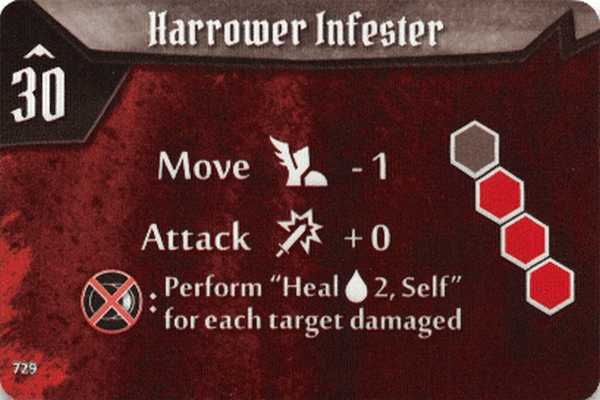 Harrower Infester
30
Move - 1
Attack + 0
: Perform "Heal 2, Self"
for each target damaged
729